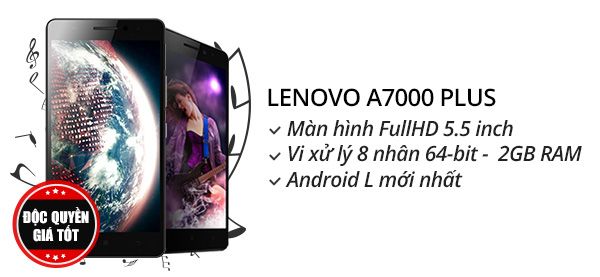 LENOVO A7000 PLUS
Màn hình FullHD 5.5 inch
Vi xử lý 8 nhân 64-bit - 2GB RAM
Android L mới nhất
ĐỘC QUYỀN
GIÁ TỐT